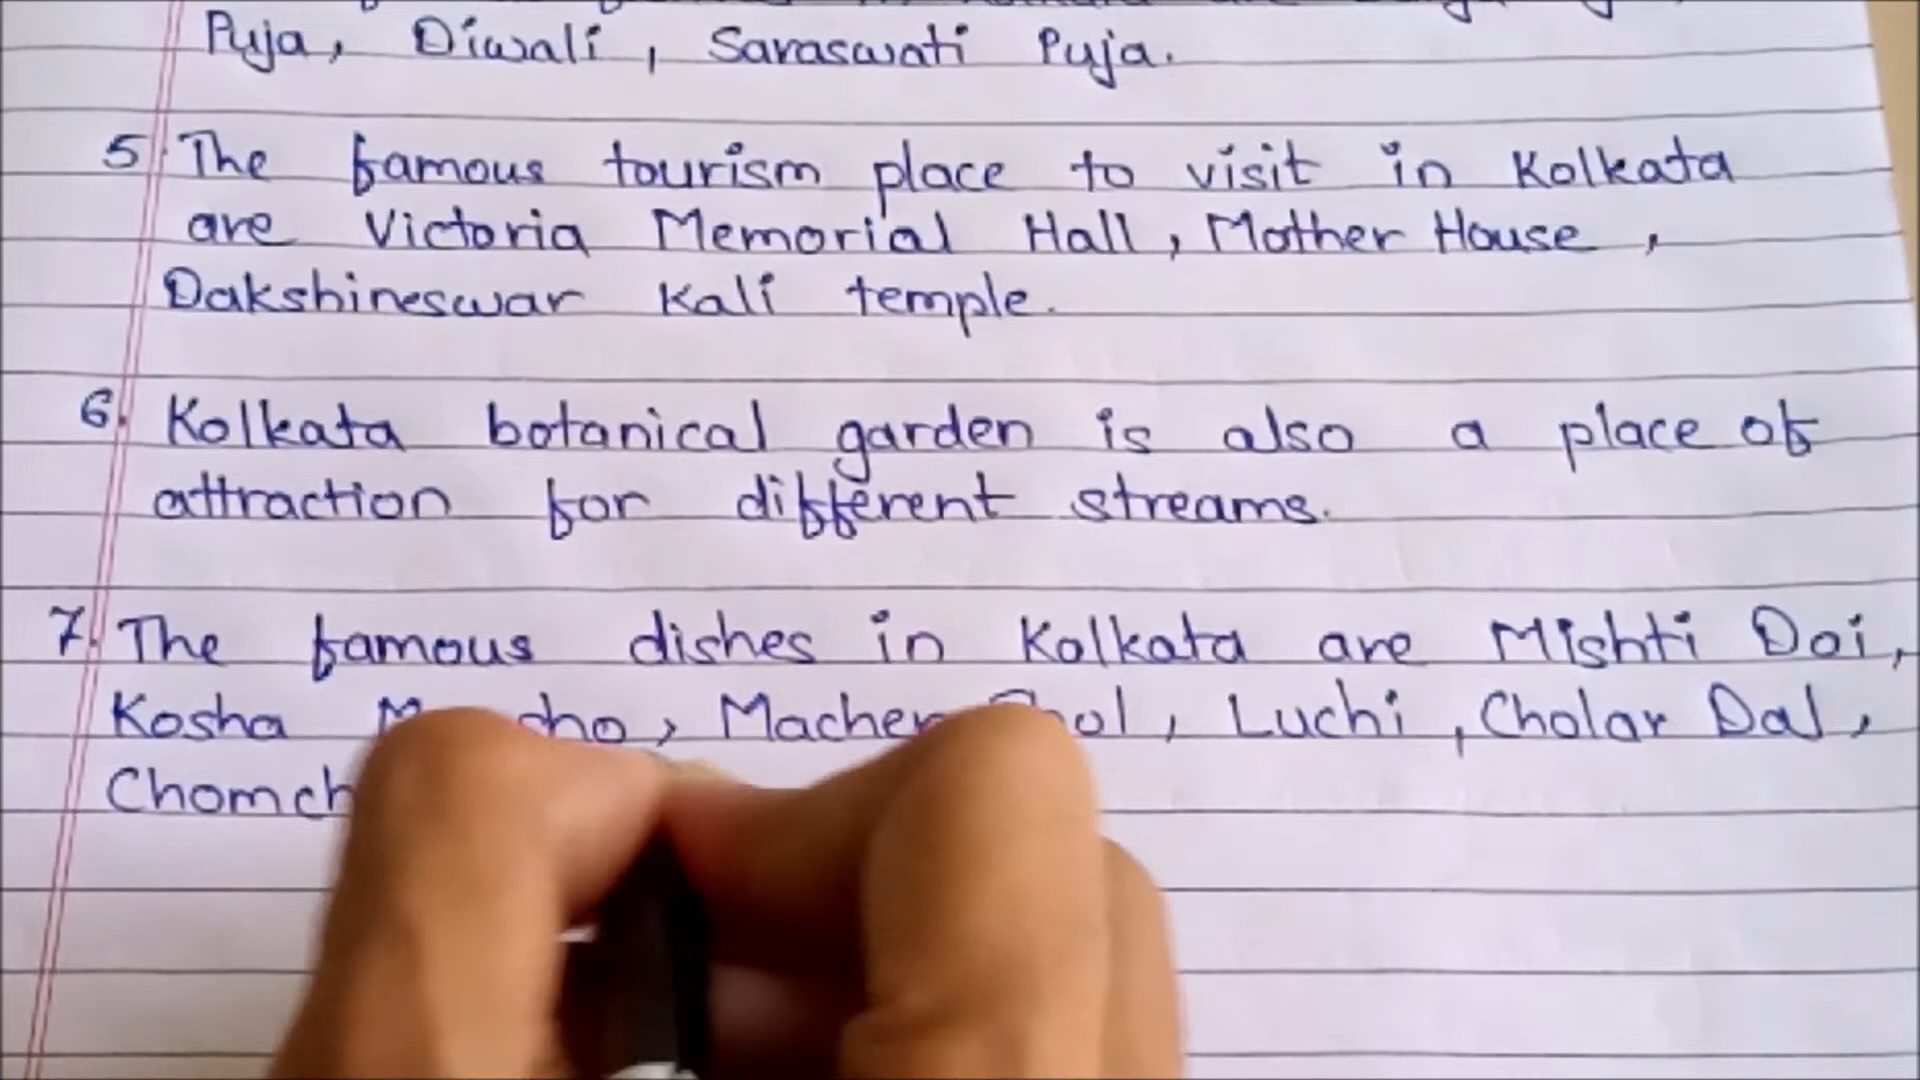 Puja, Diwali, Saraswati Puja.
5. The famous tourism place to visit in Kolkata
are Victoria Memorial Hall, Mother House,
Dakshineswar Kali temple.
6. Kolkata botanical garden is also a place of
attraction for different streams.
7. The famous dishes in Kolkata are Mishti Doi,
Kosha Macher Luchi, Cholar Dal,